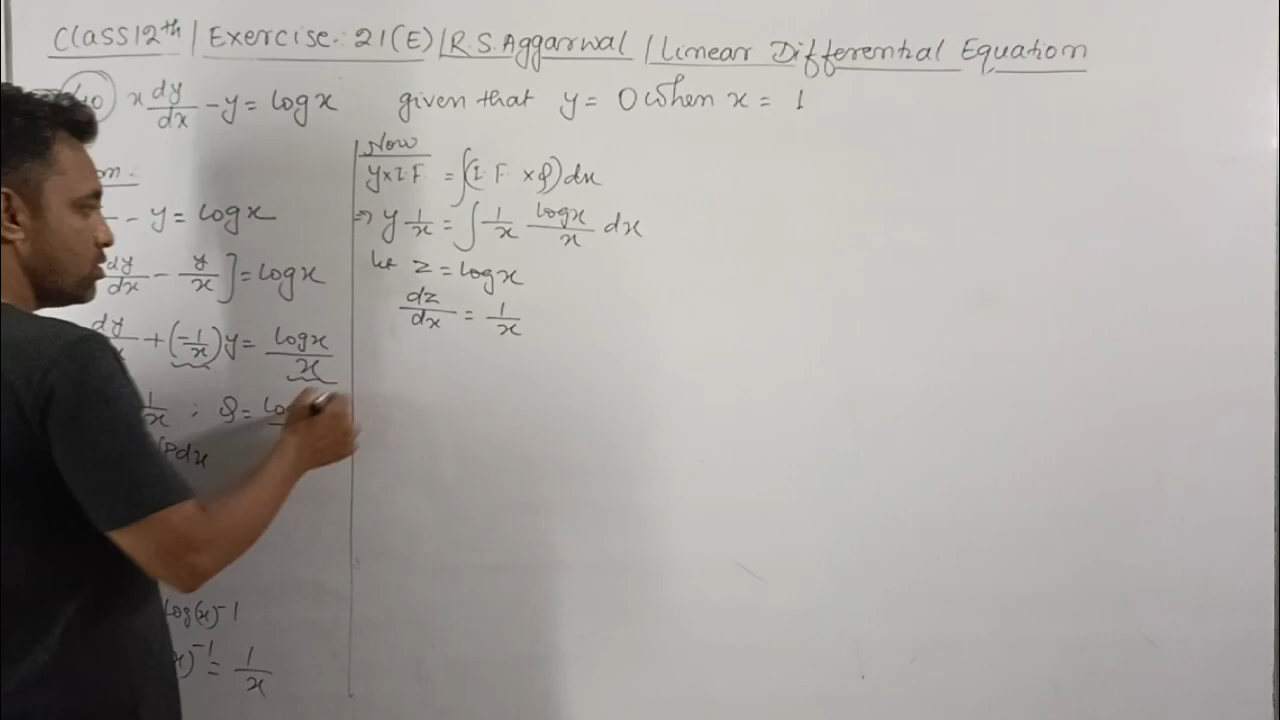 Class 12th / Exercise. 21(E) / R.S. Aggarwal / Linear Differential Equation
x dy/dx - y = log x given that y = 0 when x = 1
- y = log x
dy/dx - y/x ] = log x
dy + (-1/x) y = log x / x
1/x ; Q =
∫Pdx
log(x)^-1
x)^-1 = 1/x
Now
y × I.F = ∫(I.F × Q) dx
⇒ y 1/x = ∫ 1/x log x / x dx
let z = log x
dz/dx = 1/x